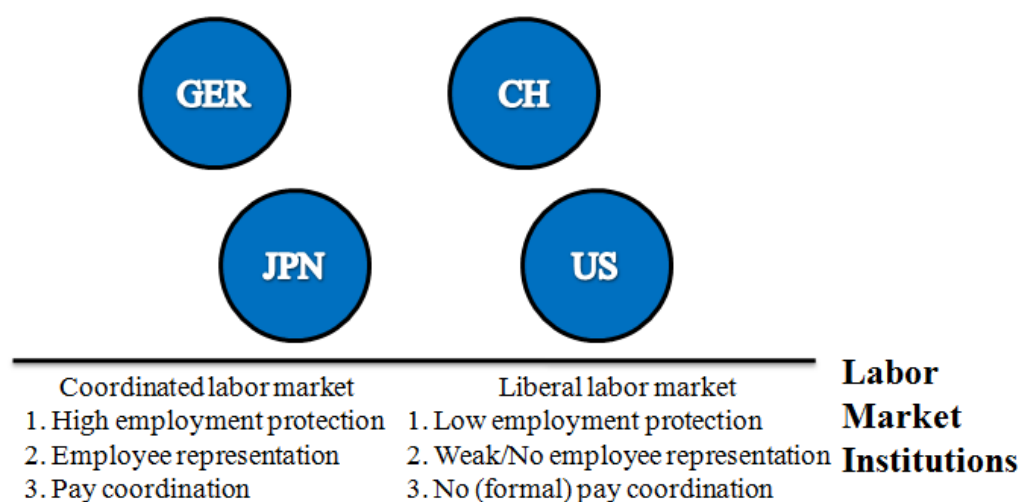 GER
CH
JPN
US
Coordinated labor market
1. High employment protection
2. Employee representation
3. Pay coordination
Liberal labor market
1. Low employment protection
2. Weak/No employee representation
3. No (formal) pay coordination
Labor
Market
Institutions